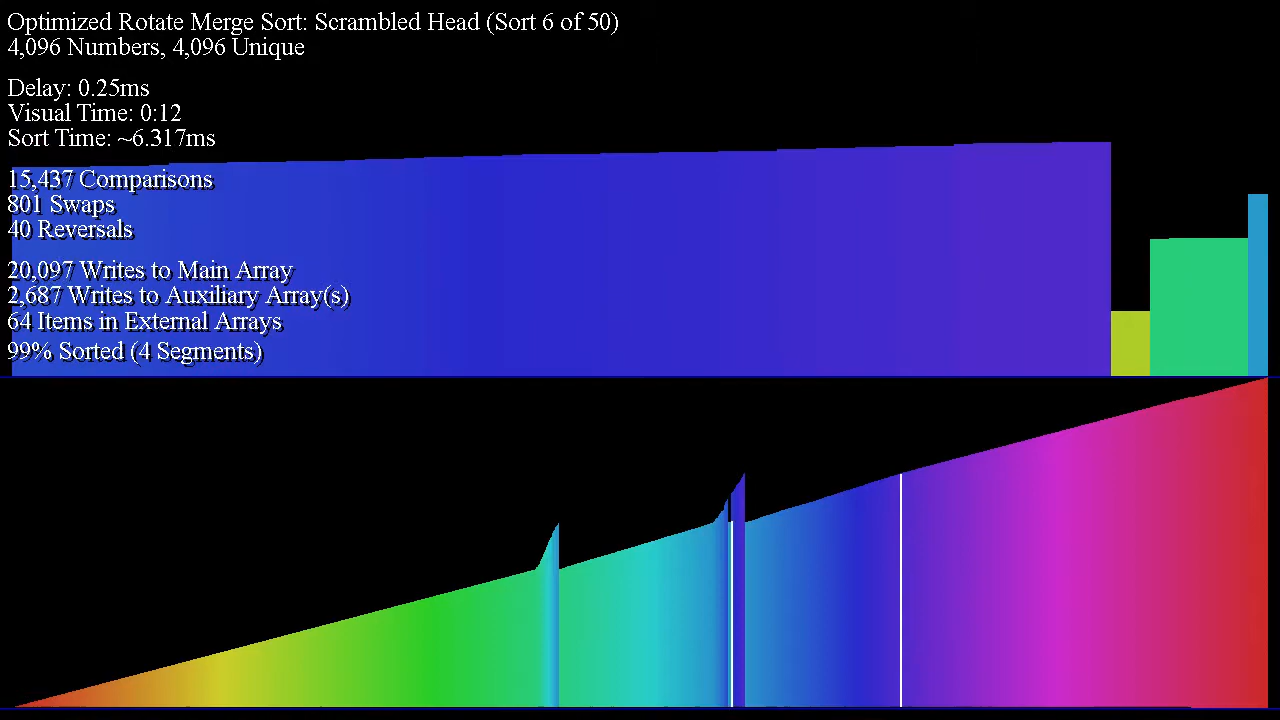 Optimized Rotate Merge Sort: Scrambled Head (Sort 6 of 50)
4,096 Numbers, 4,096 Unique
Delay: 0.25ms
Visual Time: 0:12
Sort Time: ~6.317ms
15,437 Comparisons
801 Swaps
40 Reversals
20,097 Writes to Main Array
2,687 Writes to Auxiliary Array(s)
64 Items in External Arrays
99% Sorted (4 Segments)